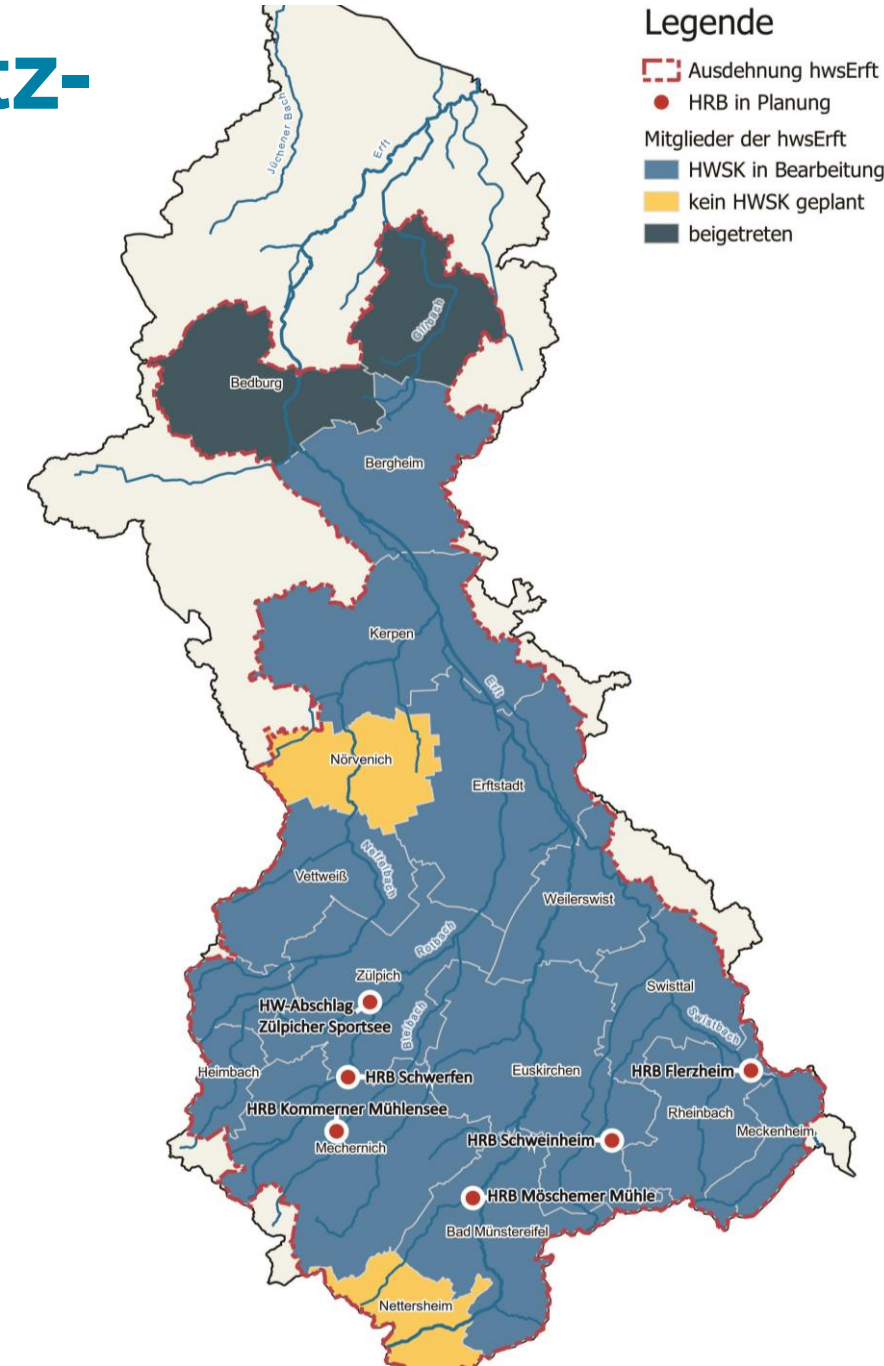 tz-
Legende
Ausdehnung hwsErft
HRB in Planung
Mitglieder der hwsErft
HWSK in Bearbeitung
kein HWSK geplant
beigetreten
Jüchener Bach
Erft
Gillbach
Bedburg
Bergheim
Kerpen
Erft
Nörvenich
Erftstadt
Neffelbach
Vettweiß
Weilerswist
Rotbach
Zülpich
Swisttal
HW-Abschlag
Zülpicher Sportsee
Bleibach
Swistbach
Heimbach
HRB Schwerfen
Euskirchen
HRB Flerzheim
HRB Kommerner Mühlensee
Rheinbach
Meckenheim
Mechernich
HRB Schweinheim
HRB Möschemer Mühle
Bad Münstereifel
Nettersheim